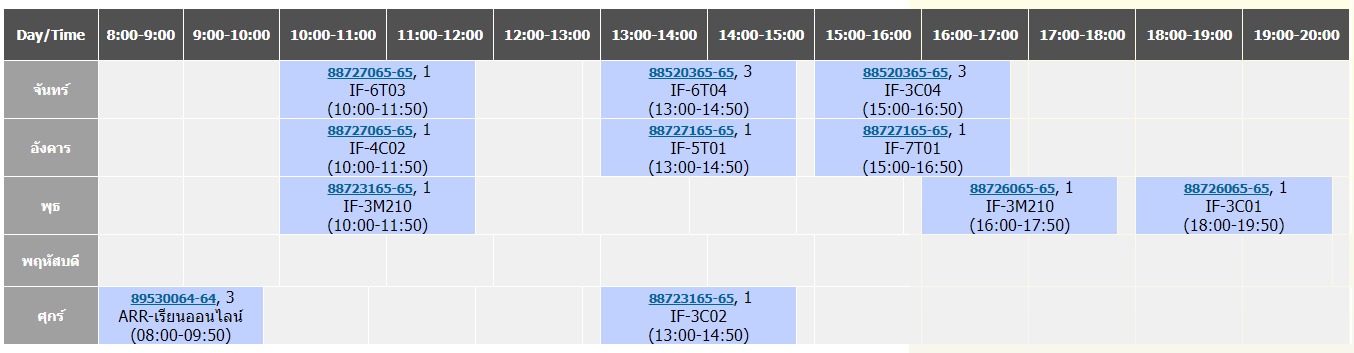 Day/Time 8:00-9:00 9:00-10:00 10:00-11:00 11:00-12:00 12:00-13:00 13:00-14:00 14:00-15:00 15:00-16:00 16:00-17:00 17:00-18:00 18:00-19:00 19:00-20:00
จันทร์
88727065-65, 1
IF-6T03
(10:00-11:50)
88520365-65, 3
IF-6T04
(13:00-14:50)
88520365-65, 3
IF-3C04
(15:00-16:50)
อังคาร
88727065-65, 1
IF-4C02
(10:00-11:50)
88727165-65, 1
IF-5T01
(13:00-14:50)
88727165-65, 1
IF-7T01
(15:00-16:50)
พุธ
88723165-65, 1
IF-3M210
(10:00-11:50)
88726065-65, 1
IF-3M210
(16:00-17:50)
88726065-65, 1
IF-3C01
(18:00-19:50)
พฤหัสบดี
ศุกร์
89530064-64, 3
ARR-เรียนออนไลน์
(08:00-09:50)
88723165-65, 1
IF-3C02
(13:00-14:50)